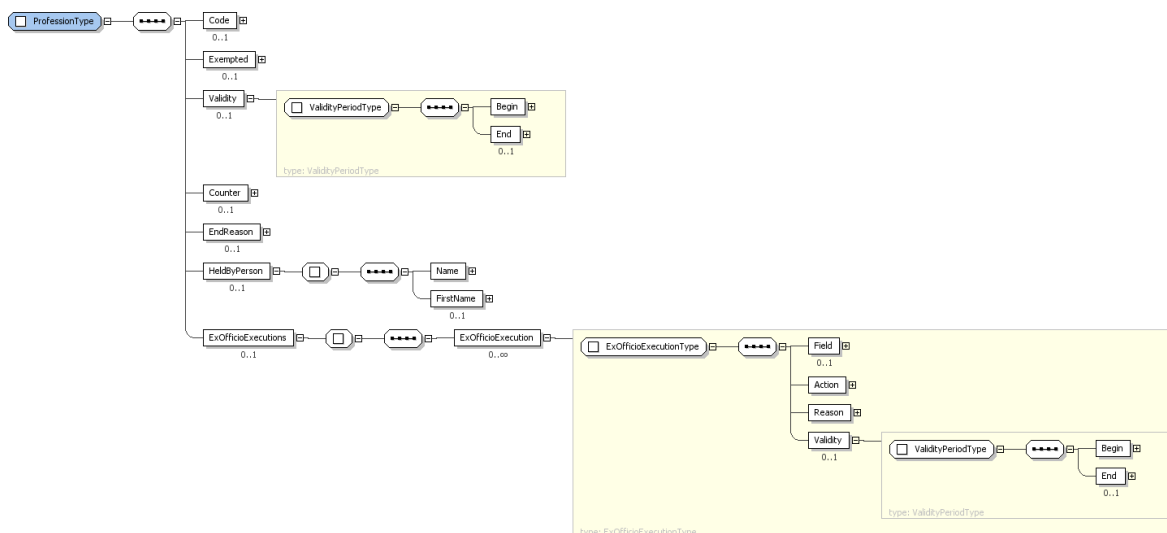 ProfessionType
Code
0..1
Exempted
0..1
Validity
0..1
ValidityPeriodType
Begin
End
0..1
type: ValidityPeriodType
Counter
0..1
EndReason
0..1
HeldByPerson
0..1
Name
FirstName
0..1
ExOfficioExecutions
0..1
ExOfficioExecution
0..∞
ExOfficioExecutionType
Field
0..1
Action
Reason
Validity
0..1
ValidityPeriodType
Begin
End
0..1
type: ValidityPeriodType
type: ExOfficioExecutionType